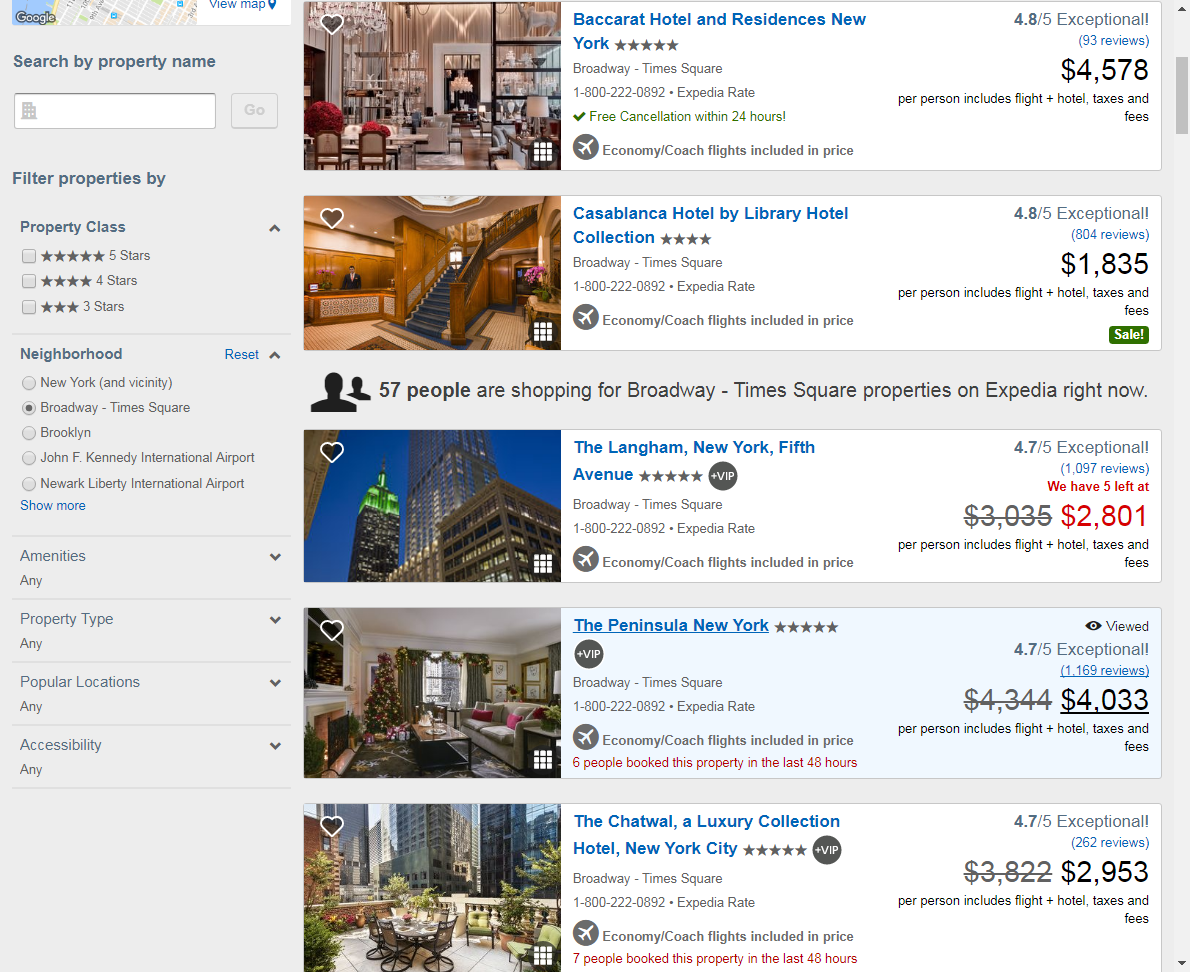 Google
View map
Search by property name
Go
Filter properties by
Property Class
★★★★★ 5 Stars
★★★★ 4 Stars
★★★ 3 Stars
Neighborhood Reset
New York (and vicinity)
Broadway - Times Square
Brooklyn
John F. Kennedy International Airport
Newark Liberty International Airport
Show more
Amenities
Any
Property Type
Any
Popular Locations
Any
Accessibility
Any
Baccarat Hotel and Residences New
York ★★★★★
Broadway - Times Square
1-800-222-0892 • Expedia Rate
Free Cancellation within 24 hours!
Economy/Coach flights included in price
4.8/5 Exceptional!
(93 reviews)
$4,578
per person includes flight + hotel, taxes and
fees
Casablanca Hotel by Library Hotel
Collection ★★★★
Broadway - Times Square
1-800-222-0892 • Expedia Rate
Economy/Coach flights included in price
4.8/5 Exceptional!
(804 reviews)
$1,835
per person includes flight + hotel, taxes and
fees
Sale!
57 people are shopping for Broadway - Times Square properties on Expedia right now.
The Langham, New York, Fifth
Avenue ★★★★★ +VIP
Broadway - Times Square
1-800-222-0892 • Expedia Rate
Economy/Coach flights included in price
4.7/5 Exceptional!
(1,097 reviews)
We have 5 left at
$3,035 $2,801
per person includes flight + hotel, taxes and
fees
The Peninsula New York ★★★★★
+VIP
Broadway - Times Square
1-800-222-0892 • Expedia Rate
Economy/Coach flights included in price
6 people booked this property in the last 48 hours
Viewed
4.7/5 Exceptional!
(1,169 reviews)
$4,344 $4,033
per person includes flight + hotel, taxes and
fees
The Chatwal, a Luxury Collection
Hotel, New York City ★★★★★ +VIP
Broadway - Times Square
1-800-222-0892 • Expedia Rate
Economy/Coach flights included in price
7 people booked this property in the last 48 hours
4.7/5 Exceptional!
(262 reviews)
$3,822 $2,953
per person includes flight + hotel, taxes and
fees